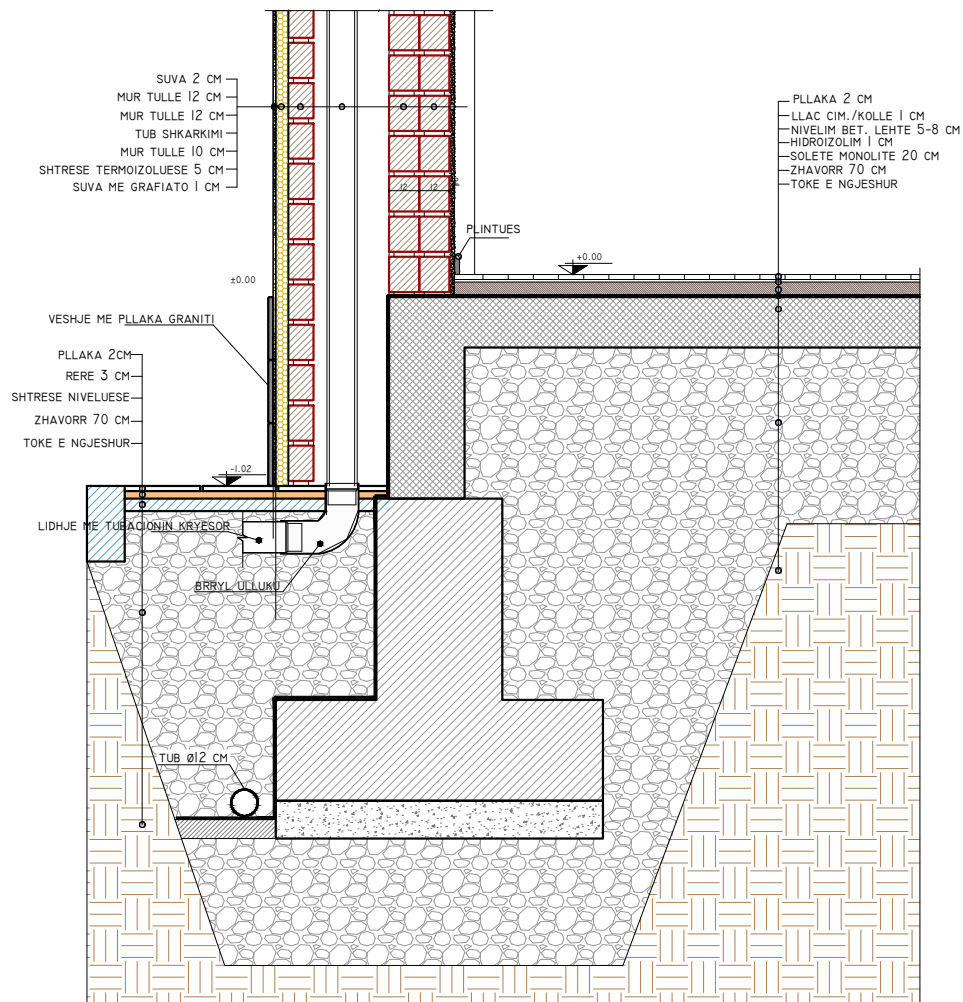 SUVA 2 CM
MUR TULLE 12 CM
MUR TULLE 12 CM
TUB SHKARKIMI
MUR TULLE 10 CM
SHTRESE TERMOIZOLUESE 5 CM
SUVA ME GRAFIATO 1 CM
PLLAKA 2 CM
LLAC CIM./KOLLE 1 CM
NIVELIM BET. LEHTE 5-8 CM
HIDROIZOLIM 1 CM
SOLETE MONOLITE 20 CM
ZHAVORR 70 CM
TOKE E NGJESHUR
12 12
PLINTUES
+0.00
±0.00
VESHJE ME PLLAKA GRANITI
PLLAKA 2CM
RERE 3 CM
SHTRESE NIVELUESE
ZHAVORR 70 CM
TOKE E NGJESHUR
-1.02
LIDHJE ME TUBACIONIN KRYESOR
BRRYL ULLUKU
TUB Ø12 CM